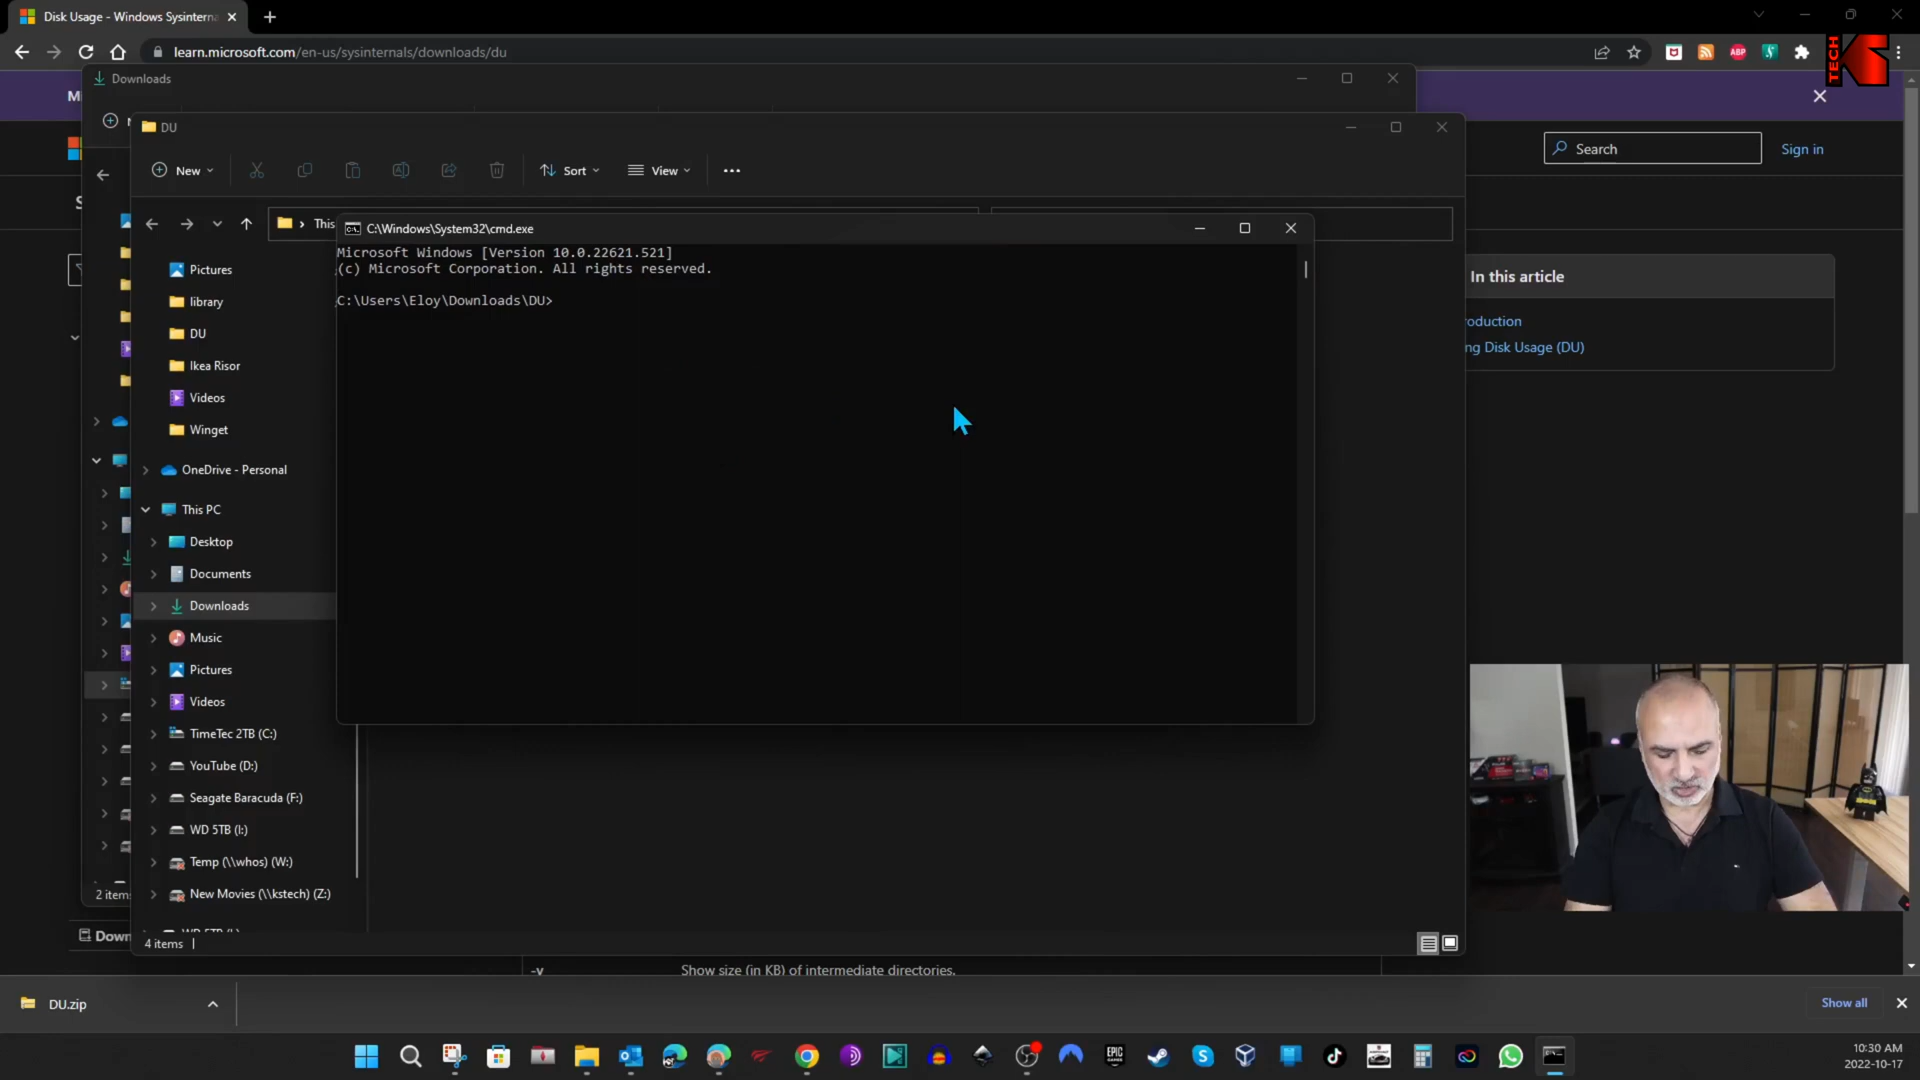 Disk Usage - Windows Sysinterna
learn.microsoft.com/en-us/sysinternals/downloads/du
TECH
Downloads
DU
New
Sort
View
Search
Sign in
This
C:\Windows\System32\cmd.exe
Microsoft Windows [Version 10.0.22621.521]
(c) Microsoft Corporation. All rights reserved.
C:\Users\Eloy\Downloads\DU>
In this article
roduction
ng Disk Usage (DU)
Pictures
library
DU
Ikea Risor
Videos
Winget
OneDrive - Personal
This PC
Desktop
Documents
Downloads
Music
Pictures
Videos
TimeTec 2TB (C:)
YouTube (D:)
Seagate Baracuda (F:)
WD 5TB (I:)
Temp (\\whos) (W:)
New Movies (\\kstech) (Z:)
2 item
Down
4 items
-v Show size (in KB) of intermediate directories.
DU.zip
Show all
ABP
EPIC GAMES
10:30 AM
2022-10-17